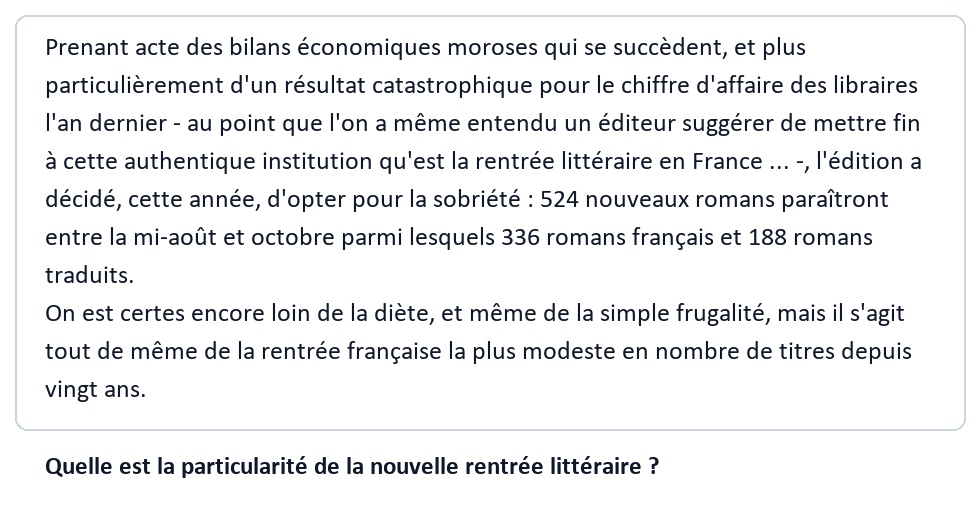 Prenant acte des bilans économiques moroses qui se succèdent, et plus
particulièrement d'un résultat catastrophique pour le chiffre d'affaire des libraires
l'an dernier - au point que l'on a même entendu un éditeur suggérer de mettre fin
à cette authentique institution qu'est la rentrée littéraire en France ... -, l'édition a
décidé, cette année, d'opter pour la sobriété : 524 nouveaux romans paraîtront
entre la mi-août et octobre parmi lesquels 336 romans français et 188 romans
traduits.
On est certes encore loin de la diète, et même de la simple frugalité, mais il s'agit
tout de même de la rentrée française la plus modeste en nombre de titres depuis
vingt ans.
Quelle est la particularité de la nouvelle rentrée littéraire ?